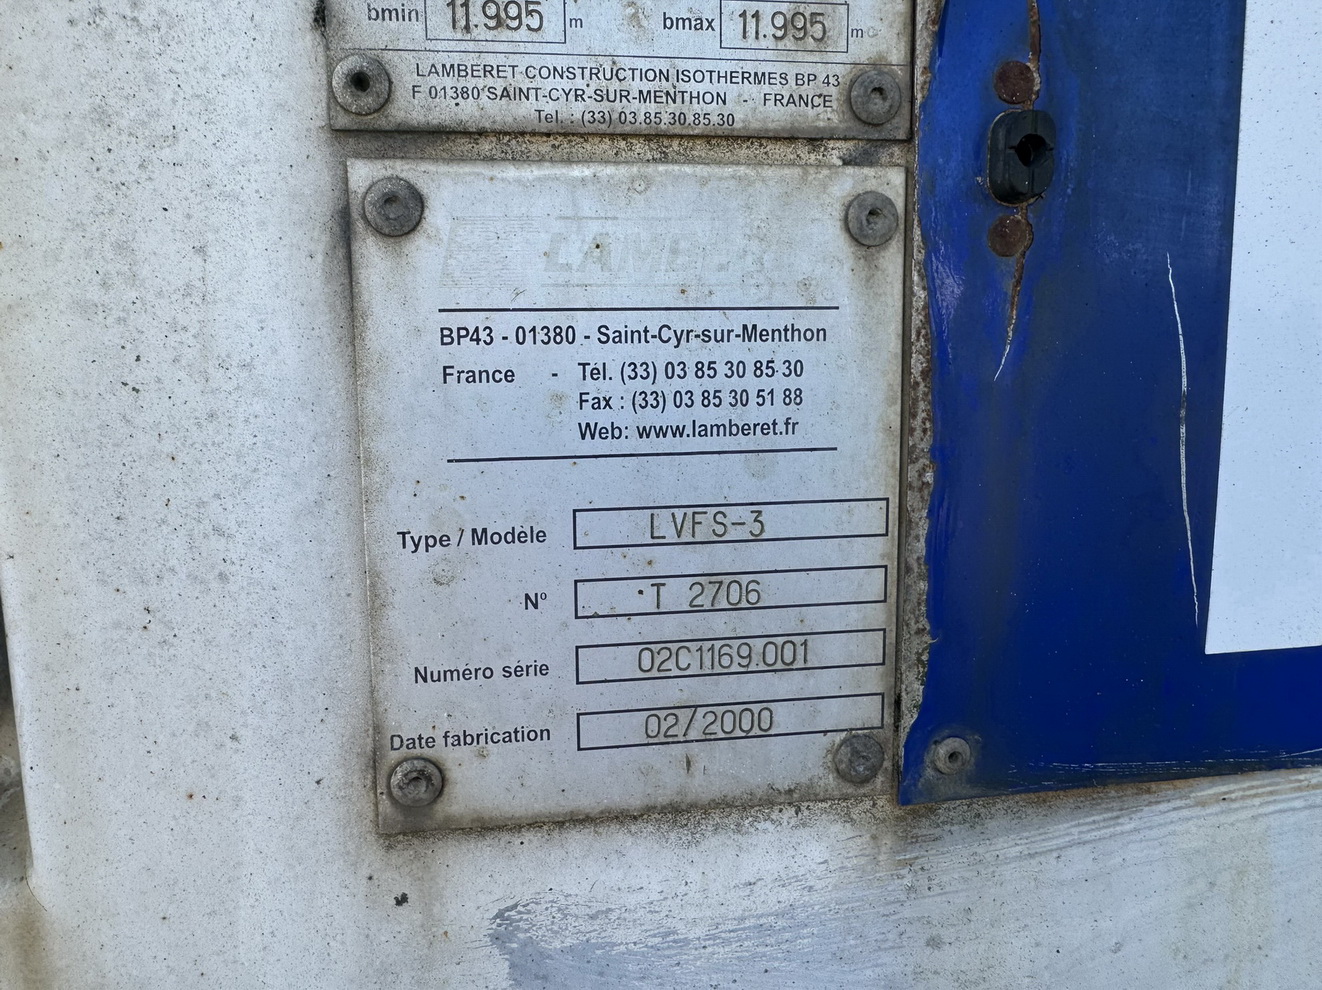 bmin 11.995 m bmax 11.995 m
LAMBERET CONSTRUCTION ISOTHERMES BP 43
F 01380 SAINT-CYR-SUR-MENTHON - FRANCE
Tel. : (33) 03.85.30.85.30
LAMBERET
BP43 - 01380 - Saint-Cyr-sur-Menthon
France - Tél. (33) 03 85 30 85 30
Fax : (33) 03 85 30 51 88
Web: www.lamberet.fr
Type / Modèle LVFS-3
Nº T 2706
Numéro série 02C1169.001
Date fabrication 02/2000